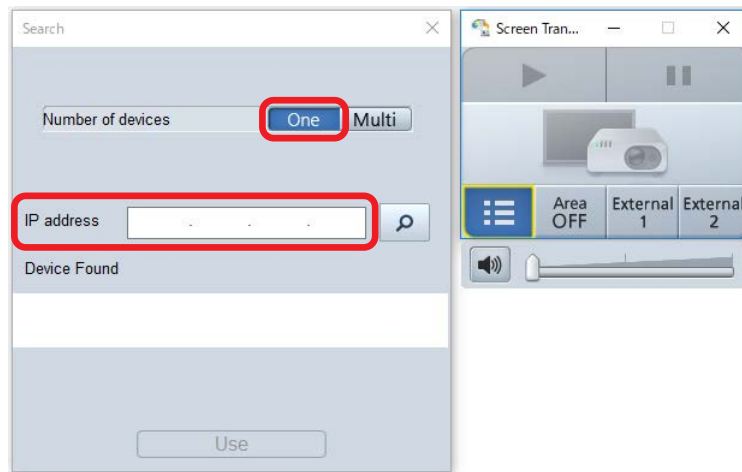 Search
Number of devices One Multi
IP address . . .
Device Found
Use
Screen Tran...
Area OFF
External 1
External 2